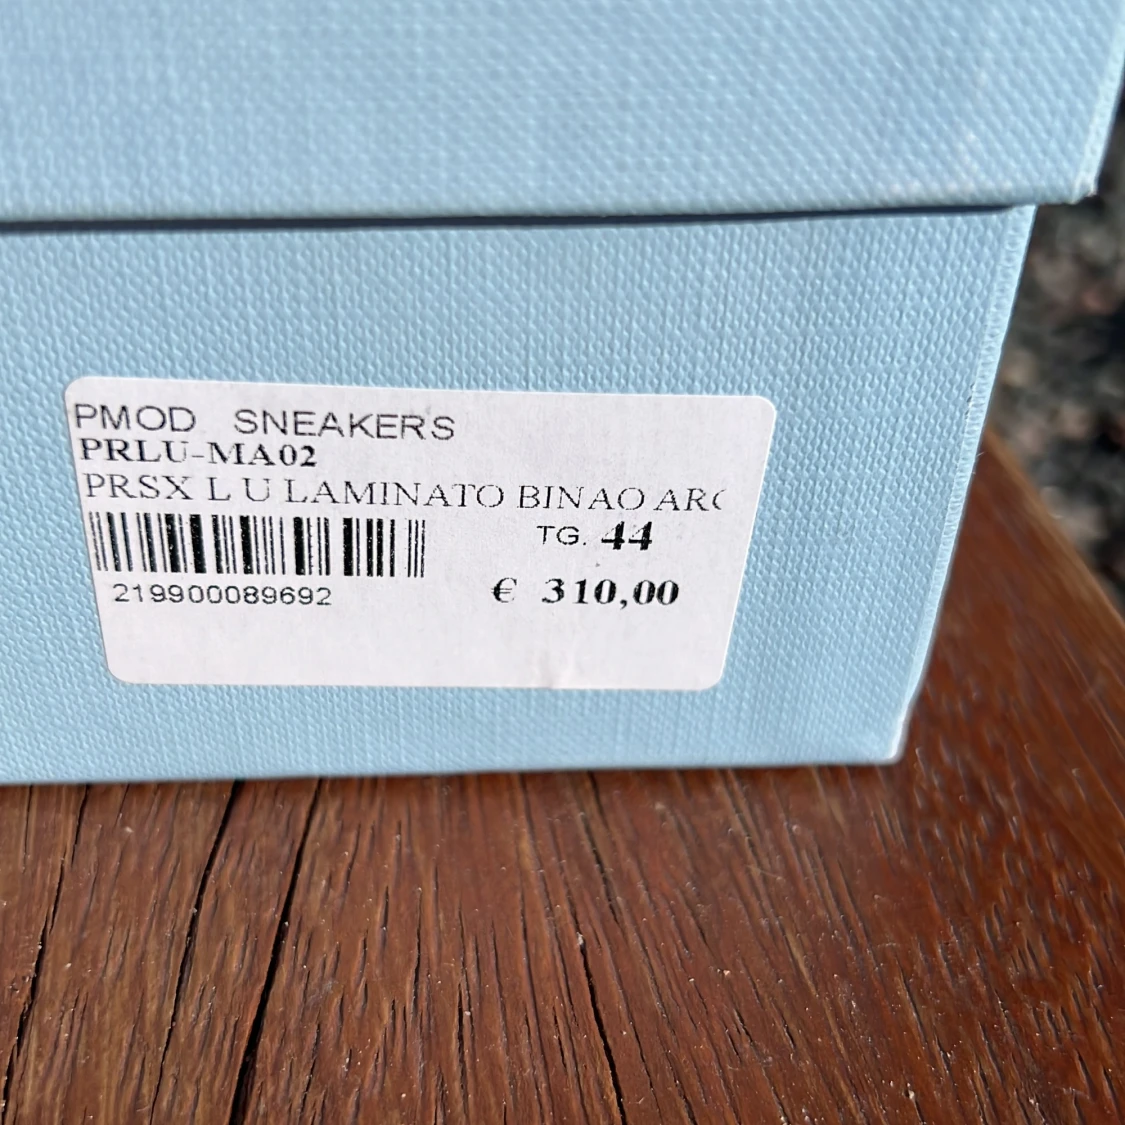 PMOD SNEAKERS
PRLU-MA02
PRSX L U LAMINATO BINAO
TG. 44
219900089692
€ 310,00